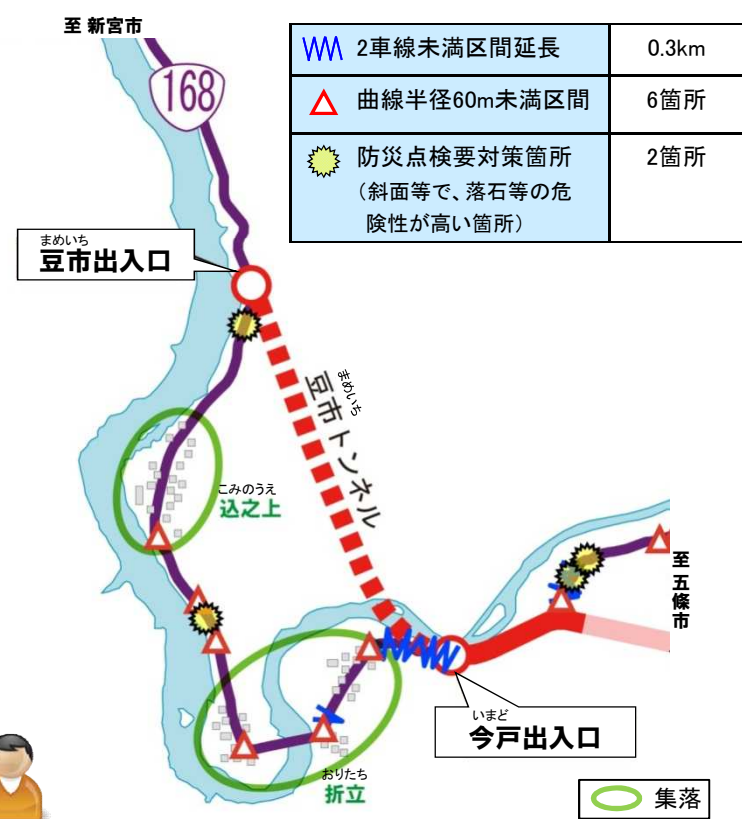 至 新宮市
168
2車線未満区間延長
0.3km
曲線半径60m未満区間
6箇所
防災点検要対策箇所
(斜面等で、落石等の危
険性が高い箇所)
2箇所
まめいち
豆市出入口
まめいち
豆市トンネル
こみのうえ
込之上
至五條市
いまど
今戸出入口
おりたち
折立
集落